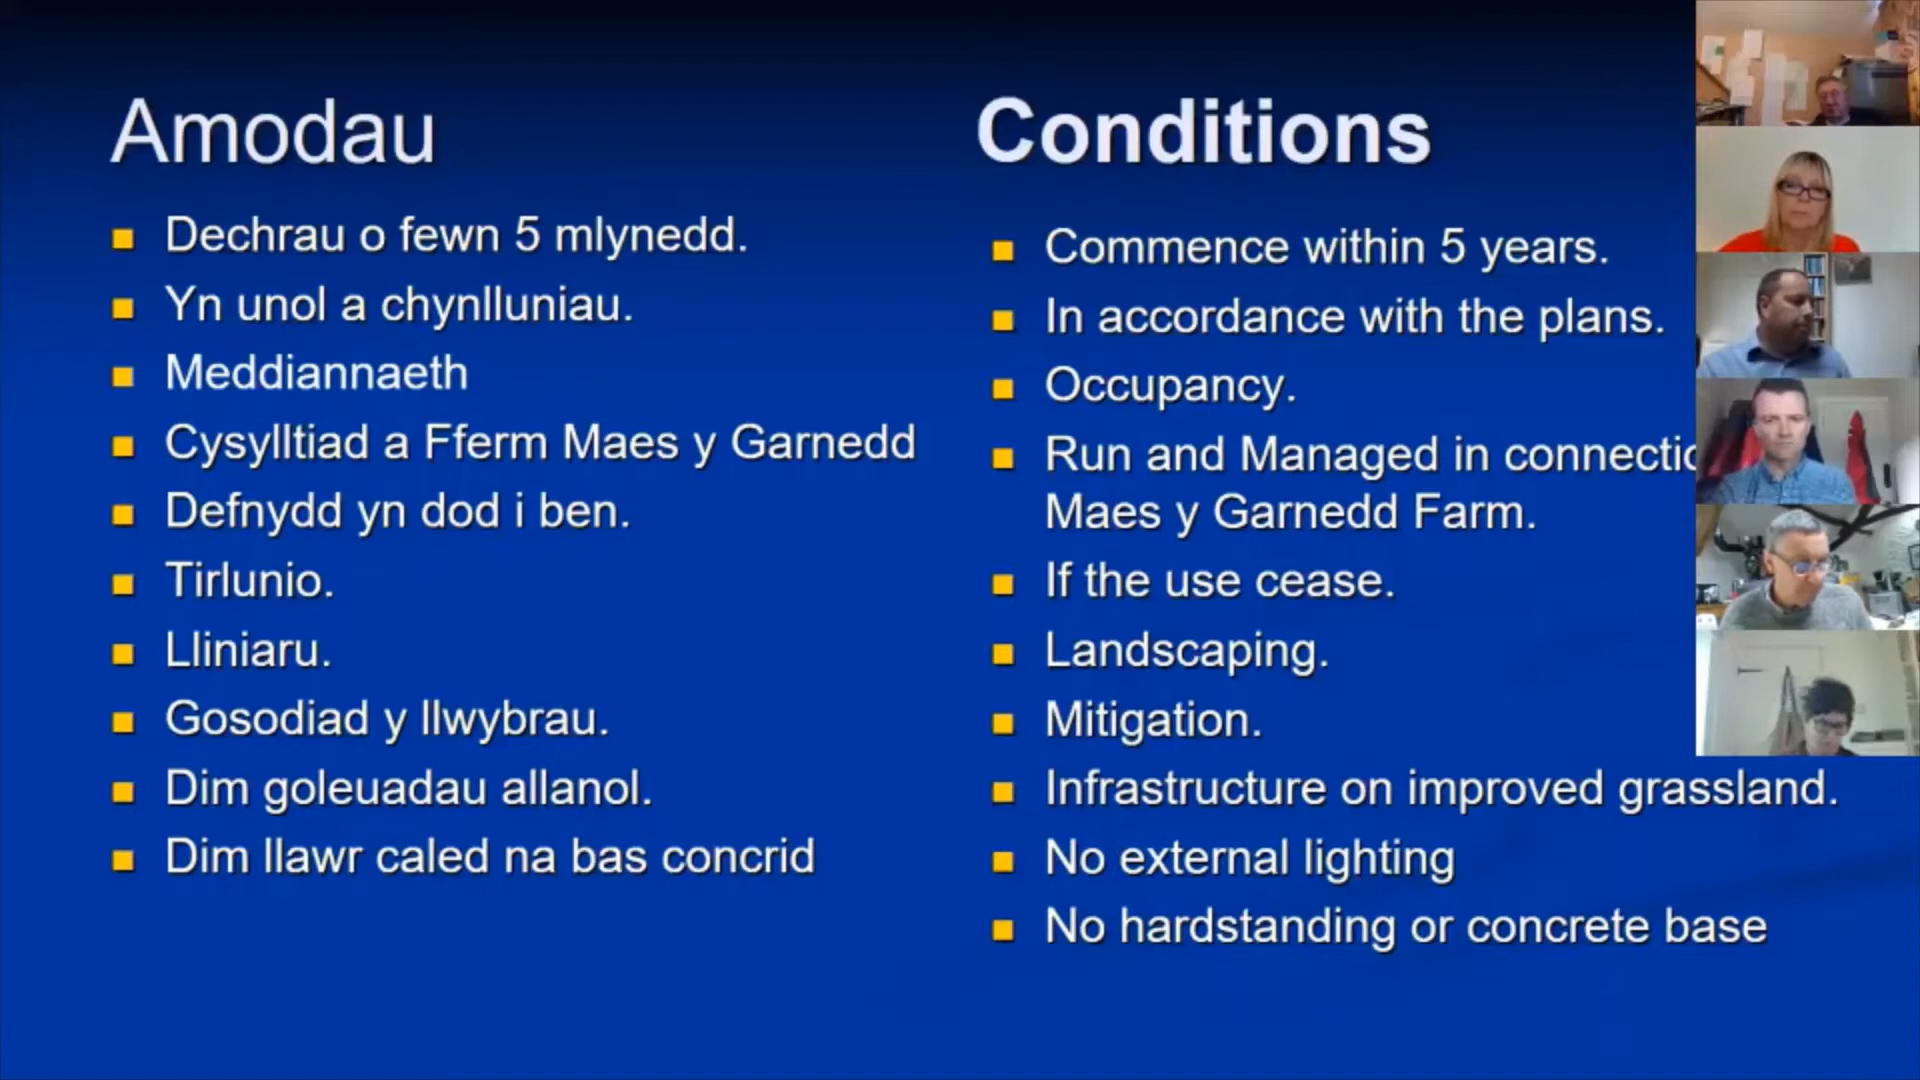 Amodau
Dechrau o fewn 5 mlynedd.
Yn unol a chynlluniau.
Meddiannaeth
Cysylltiad a Fferm Maes y Garnedd
Defnydd yn dod i ben.
Tirlunio.
Lliniaru.
Gosodiad y llwybrau.
Dim goleuadau allanol.
Dim llawr caled na bas concrid
Conditions
Commence within 5 years.
In accordance with the plans.
Occupancy.
Run and Managed in
Maes y Garnedd Farm.
If the use cease.
Landscaping.
Mitigation.
Infrastructure on improved grassland.
No external lighting
No hardstanding or concrete base